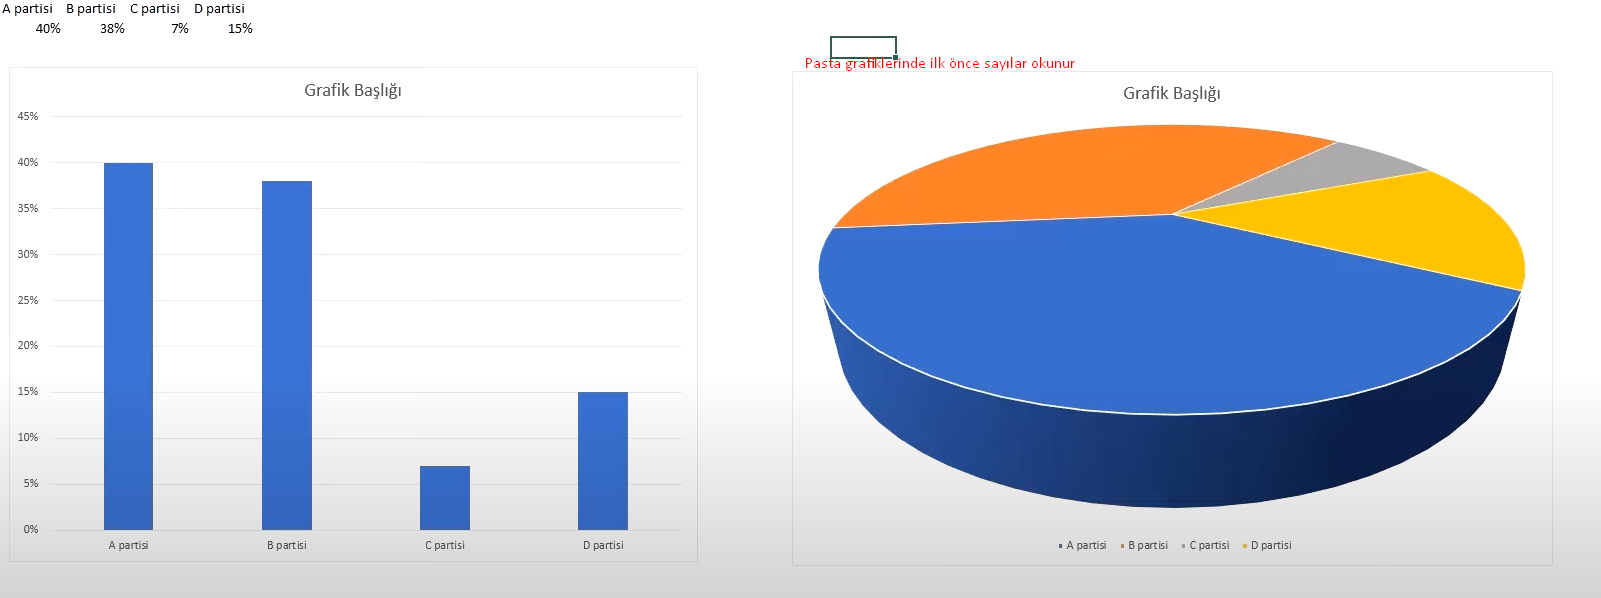 A partisi B partisi C partisi D partisi
40% 38% 7% 15%
Pasta grafiklerinde ilk önce sayılar okunur
Grafik Başlığı
45%
40%
35%
30%
25%
20%
15%
10%
5%
0%
A partisi B partisi C partisi D partisi
Grafik Başlığı
A partisi B partisi C partisi D partisi